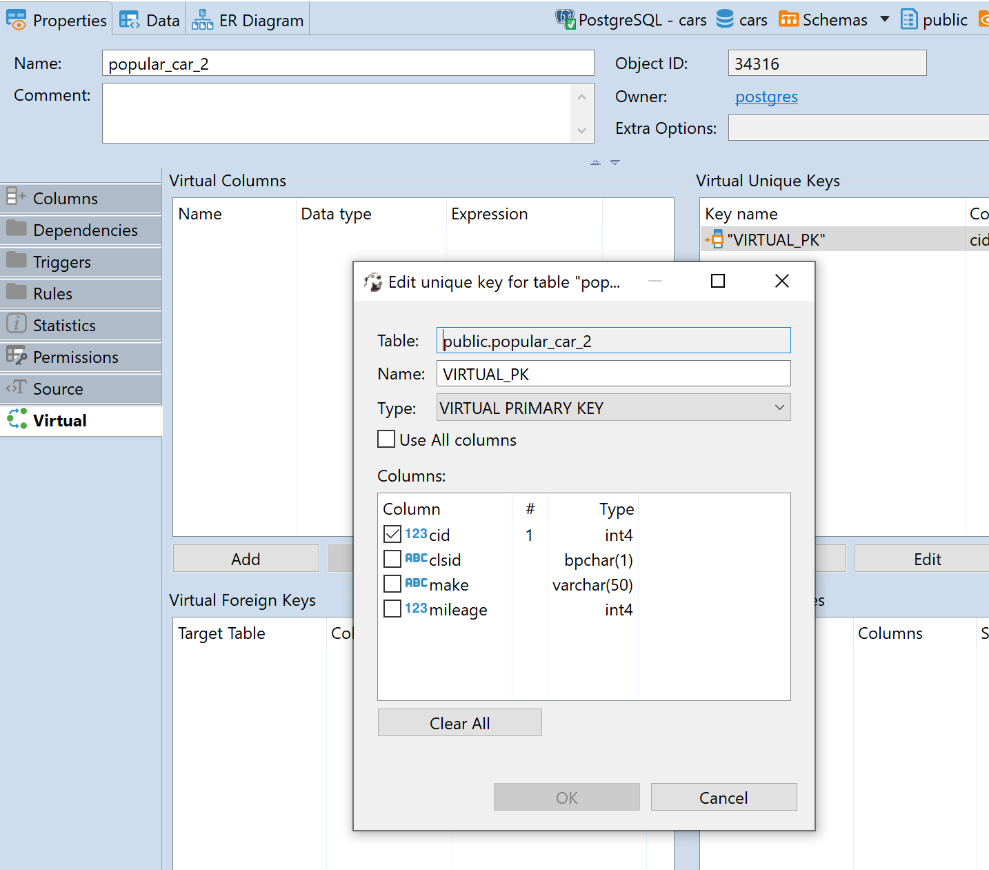 Properties Data ER Diagram PostgreSQL - cars cars Schemas public
Name: popular_car_2 Object ID: 34316
Comment: Owner: postgres
Extra Options:
Virtual Columns Virtual Unique Keys
Name Data type Expression Key name
"VIRTUAL_PK" cid
Columns
Dependencies
Triggers
Rules
Statistics
Permissions
Source
Virtual
Edit unique key for table "pop...
Table: public.popular_car_2
Name: VIRTUAL_PK
Type: VIRTUAL PRIMARY KEY
Use All columns
Columns:
Column # Type
123 cid 1 int4
ABC clsid bpchar(1)
ABC make varchar(50)
123 mileage int4
Clear All
OK Cancel
Add Edit
Virtual Foreign Keys
Target Table Columns